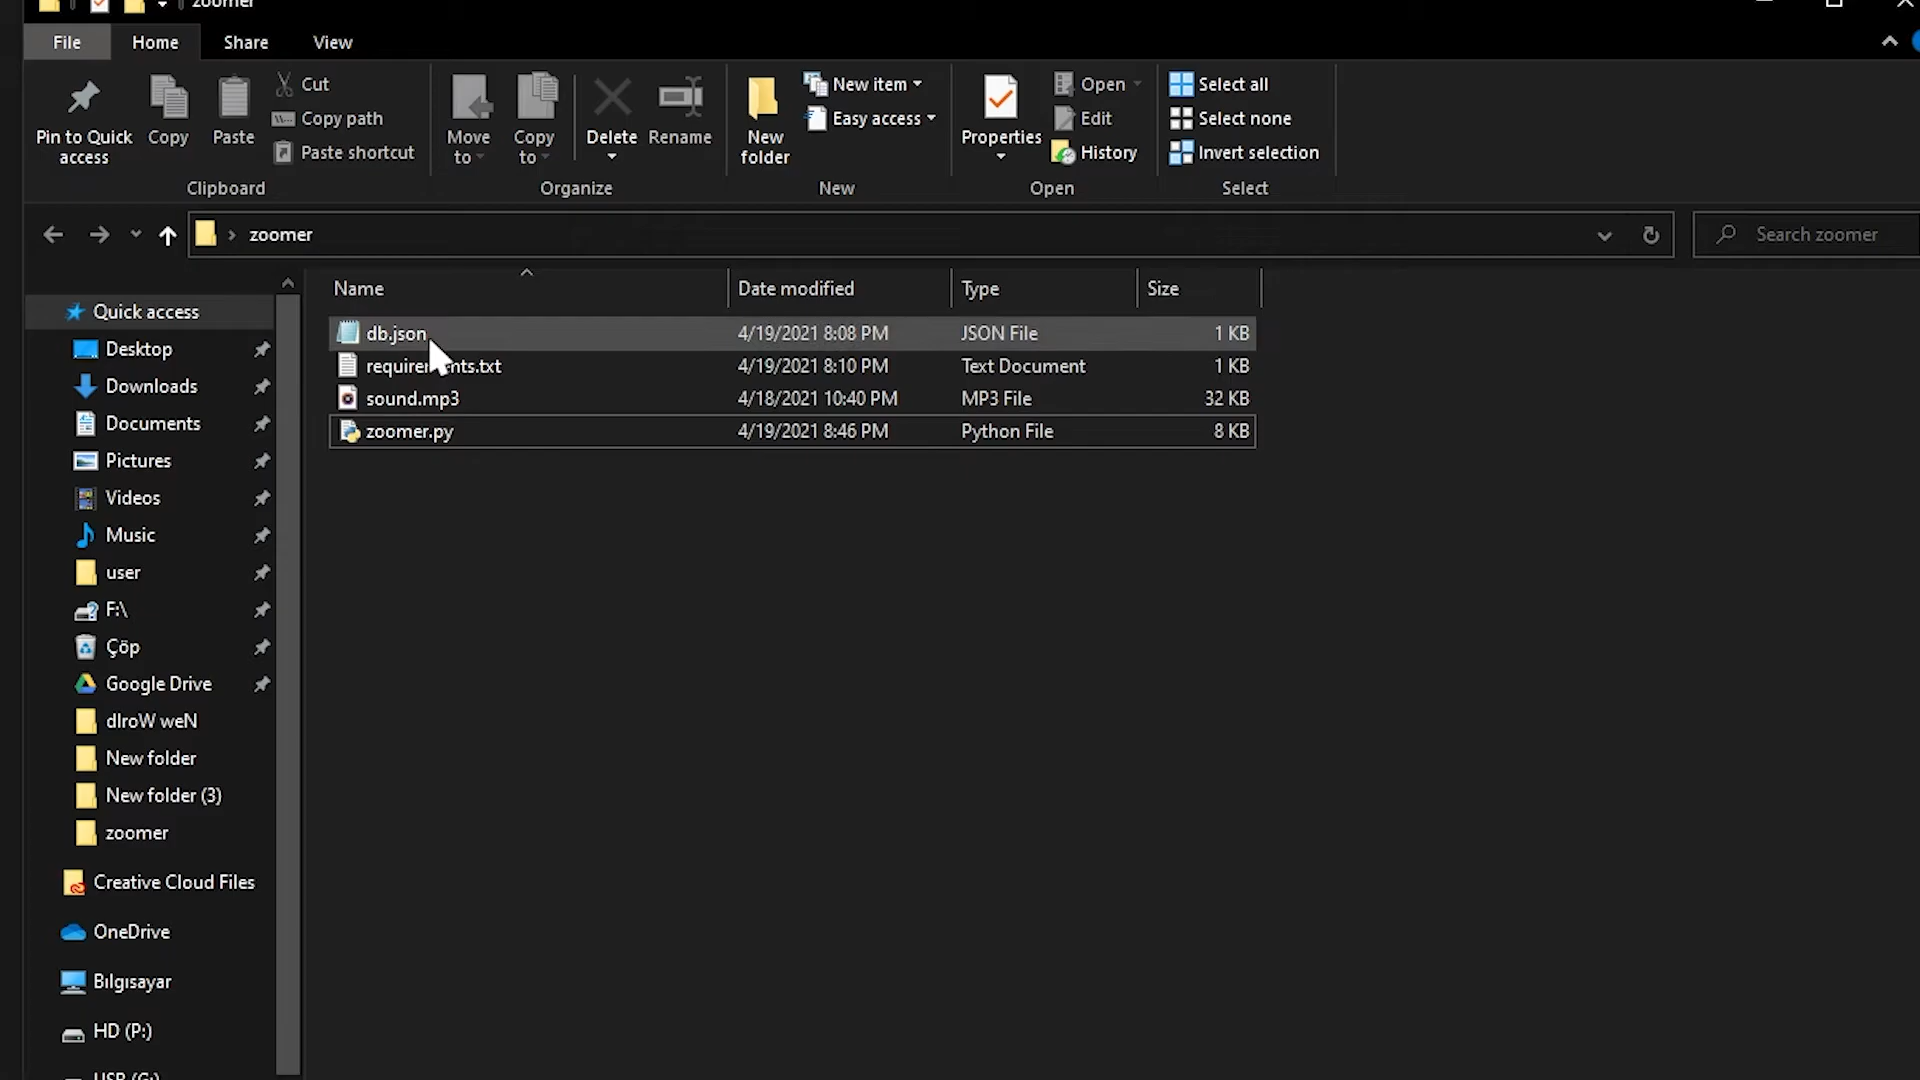 zoomer
File Home Share View
Pin to Quick access
Copy
Paste
Cut
Copy path
Paste shortcut
Clipboard
Move to
Copy to
Delete
Rename
Organize
New folder
New item
Easy access
New
Properties
Open
Edit
History
Open
Select all
Select none
Invert selection
Select
zoomer
Search zoomer
Name Date modified Type Size
db.json 4/19/2021 8:08 PM JSON File 1 KB
4/19/2021 8:10 PM Text Document 1 KB
sound.mp3 4/18/2021 10:40 PM MP3 File 32 KB
zoomer.py 4/19/2021 8:46 PM Python File 8 KB
Quick access
Desktop
Downloads
Documents
Pictures
Videos
Music
user
F:\
Çöp
Google Drive
dlroW weN
New folder
New folder (3)
zoomer
Creative Cloud Files
OneDrive
Bılgısayar
HD (P:)
USB (G:)